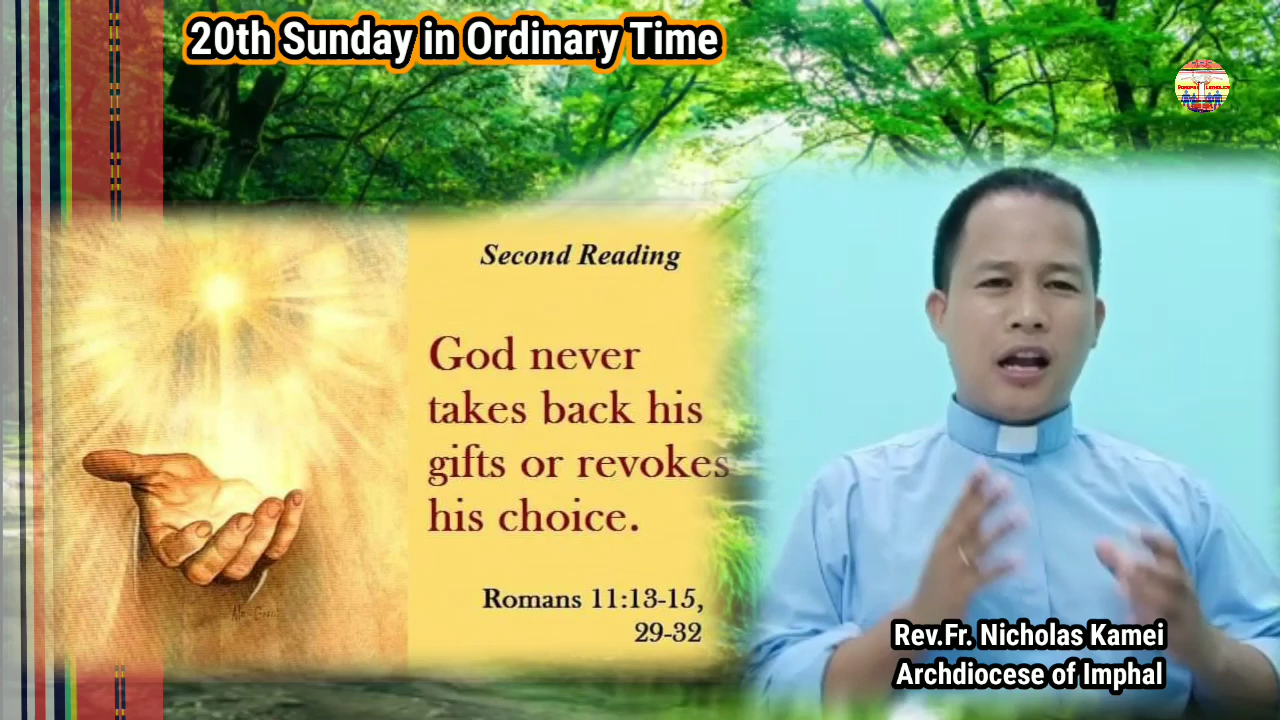 20th Sunday in Ordinary Time
Second Reading
God never
takes back his
gifts or revokes
his choice.
Romans 11:13-15,
29-32
Rev.Fr. Nicholas Kamei
Archdiocese of Imphal